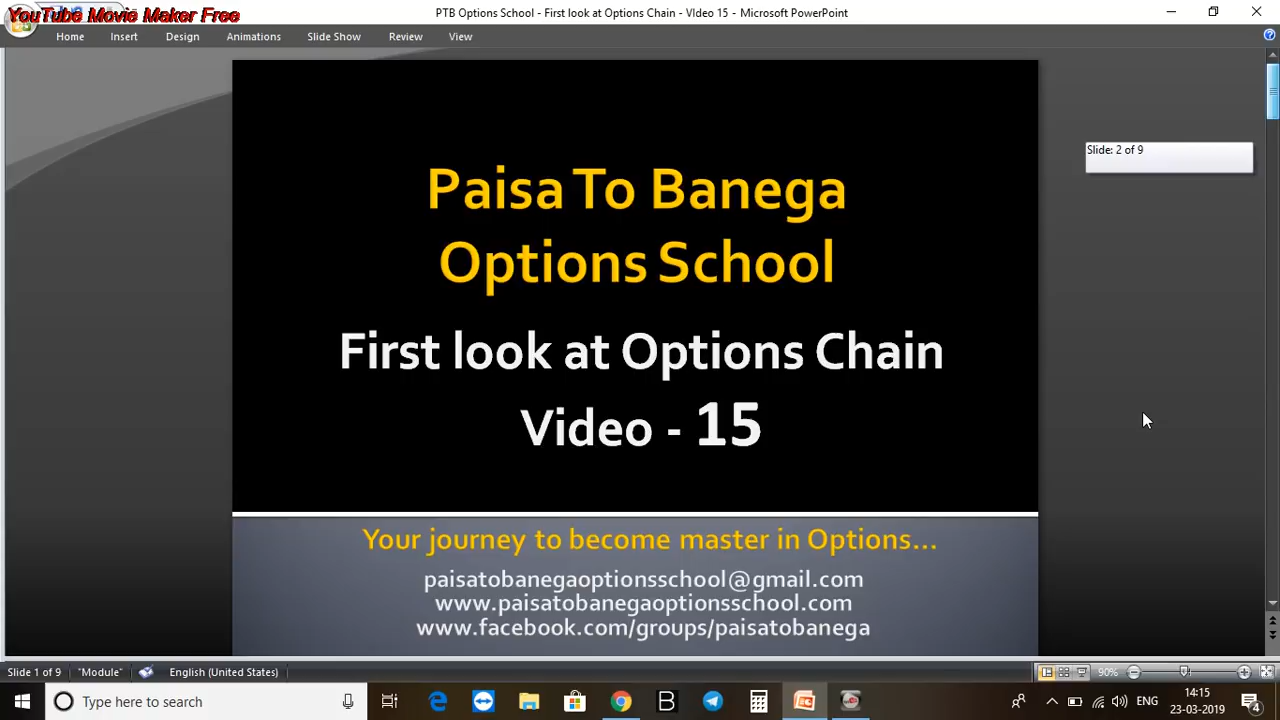 YouTube Movie Maker Free
PTB Options School - First look at Options Chain - VIdeo 15 - Microsoft PowerPoint
Home Insert Design Animations Slide Show Review View
Slide: 2 of 9
Paisa To Banega
Options School
First look at Options Chain
Video - 15
Your journey to become master in Options...
paisatobanegaoptionsschool@gmail.com
www.paisatobanegaoptionsschool.com
www.facebook.com/groups/paisatobanega
Slide 1 of 9 "Module" English (United States) 90%
Type here to search
ENG
14:15
23-03-2019
4